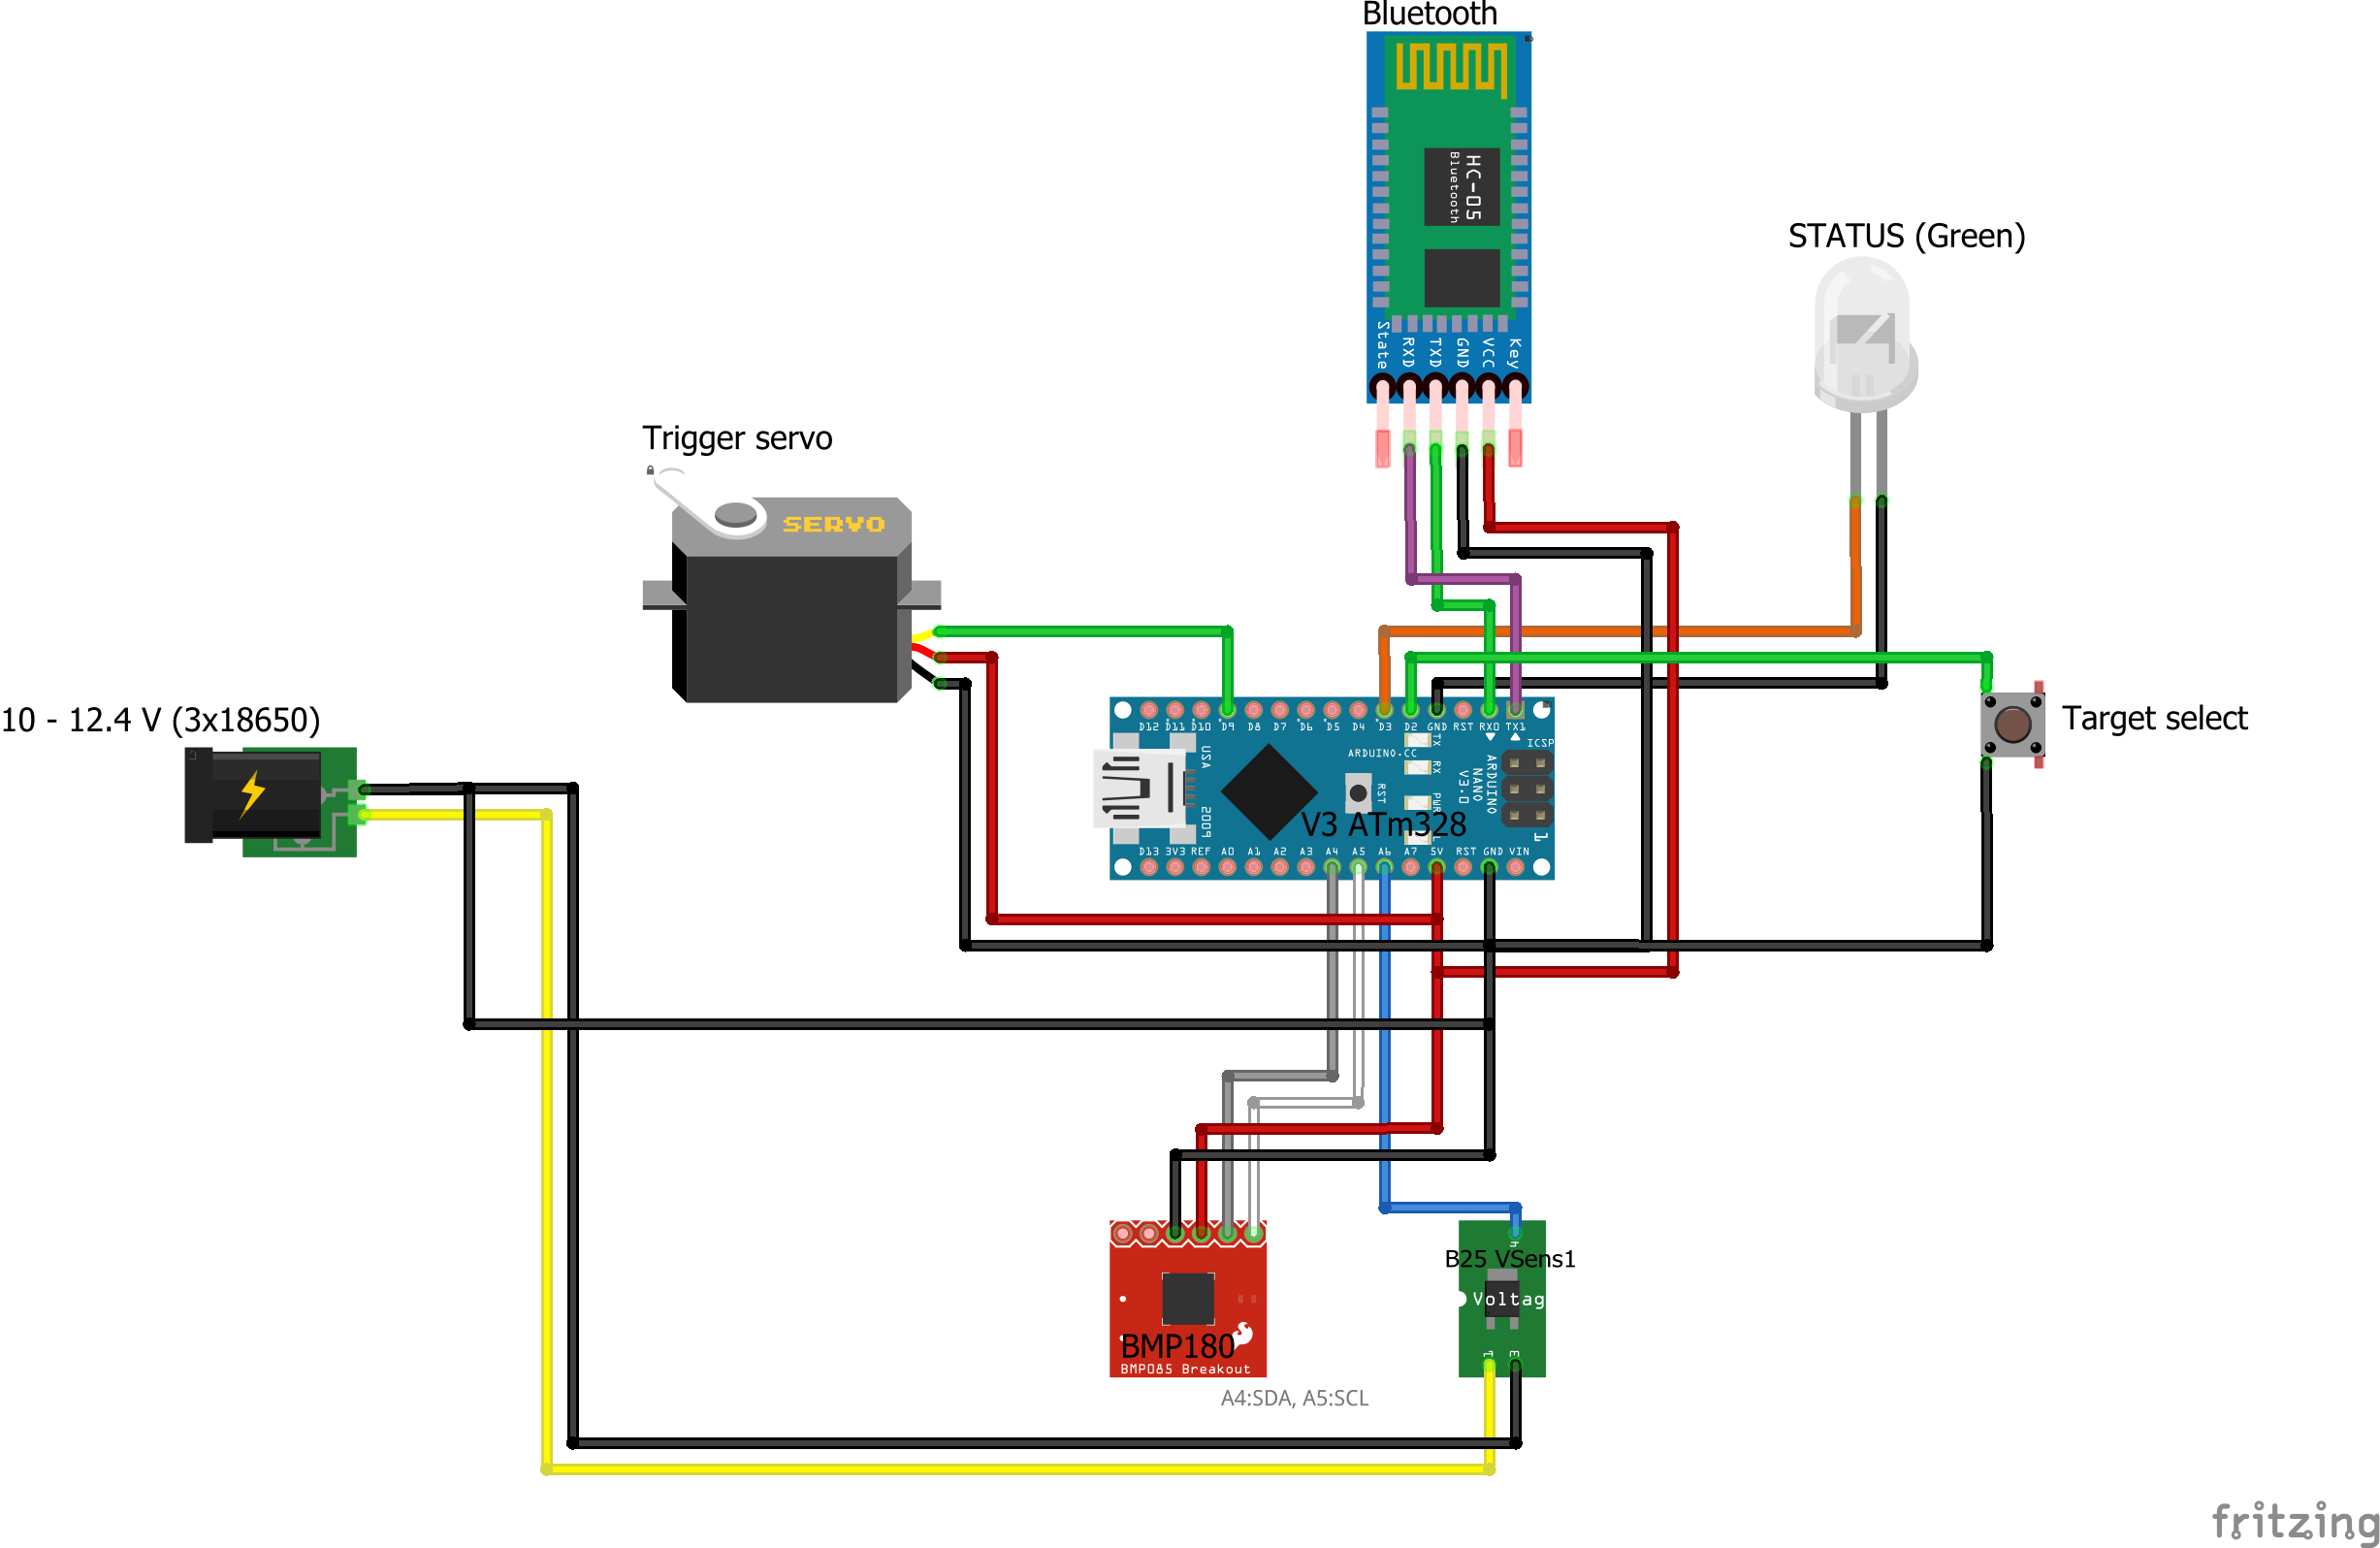 Bluetooth
HC-05
Bluetooth
State
RXD
TXD
GND
VCC
Key
STATUS (Green)
Trigger servo
SERVO
10 - 12.4 V (3x18650)
Target select
D12 D11 D10 D9 D8 D7 D6 D5 D4 D3 D2 GND RST RX0 TX1
USA
2009
ARDUINO.CC
RST
TX
RX
PWR
L
ARDUINO
NANO
V3.0
ICSP
1
V3 ATm328
D13 3V3 REF A0 A1 A2 A3 A4 A5 A6 A7 5V RST GND VIN
BMP180
BMP085 Breakout
A4:SDA, A5:SCL
B25 VSens1
Voltag
fritzing